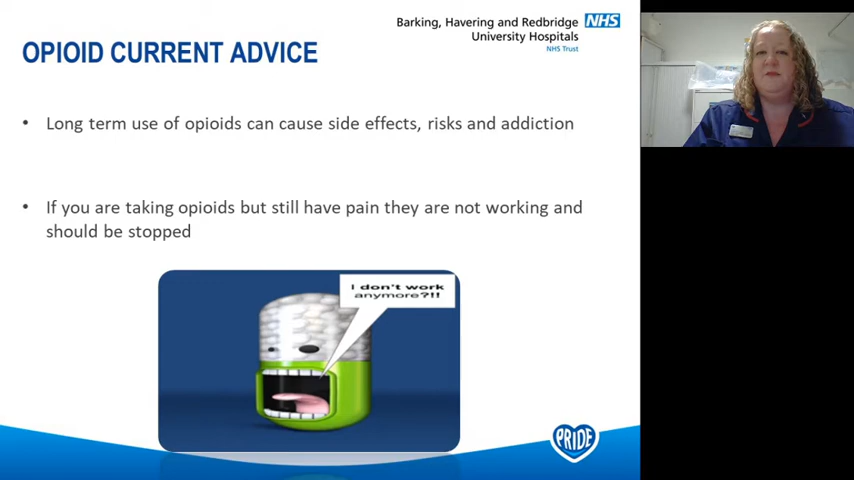 Barking, Havering and Redbridge NHS
University Hospitals
NHS Trust
OPIOID CURRENT ADVICE
• Long term use of opioids can cause side effects, risks and addiction
• If you are taking opioids but still have pain they are not working and
should be stopped
I don't work
anymore?!!
PRIDE